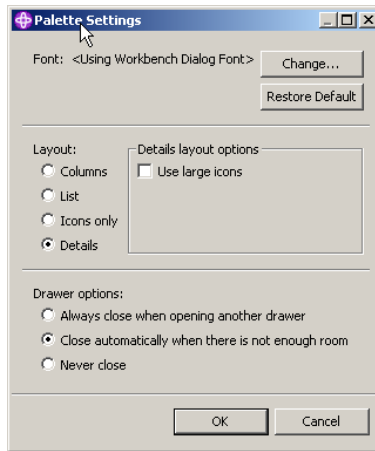 Palette Settings
Font: <Using Workbench Dialog Font>
Change...
Restore Default
Layout:
Columns
List
Icons only
Details
Details layout options
Use large icons
Drawer options:
Always close when opening another drawer
Close automatically when there is not enough room
Never close
OK
Cancel